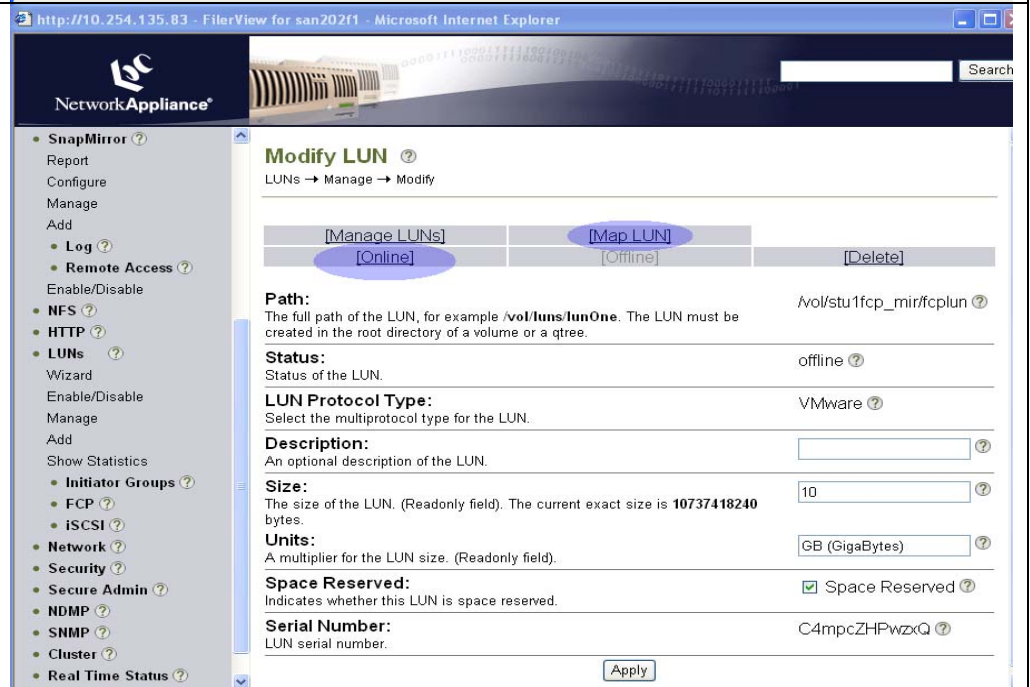 http://10.254.135.83 - FilerView for san202f1 - Microsoft Internet Explorer
NetworkAppliance®
Search
SnapMirror
Report
Configure
Manage
Add
Log
Remote Access
Enable/Disable
NFS
HTTP
LUNs
Wizard
Enable/Disable
Manage
Add
Show Statistics
Initiator Groups
FCP
iSCSI
Network
Security
Secure Admin
NDMP
SNMP
Cluster
Real Time Status
Modify LUN
LUNs → Manage → Modify
[Manage LUNs] [Map LUN]
[Online] [Offline] [Delete]
Path: /vol/stu1fcp_mir/fcplun
The full path of the LUN, for example /vol/luns/lunOne. The LUN must be
created in the root directory of a volume or a qtree.
Status: offline
Status of the LUN.
LUN Protocol Type: VMware
Select the multiprotocol type for the LUN.
Description:
An optional description of the LUN.
Size: 10
The size of the LUN. (Readonly field). The current exact size is 10737418240
bytes.
Units: GB (GigaBytes)
A multiplier for the LUN size. (Readonly field).
Space Reserved: Space Reserved
Indicates whether this LUN is space reserved.
Serial Number: C4mpcZHPwzxQ
LUN serial number.
Apply